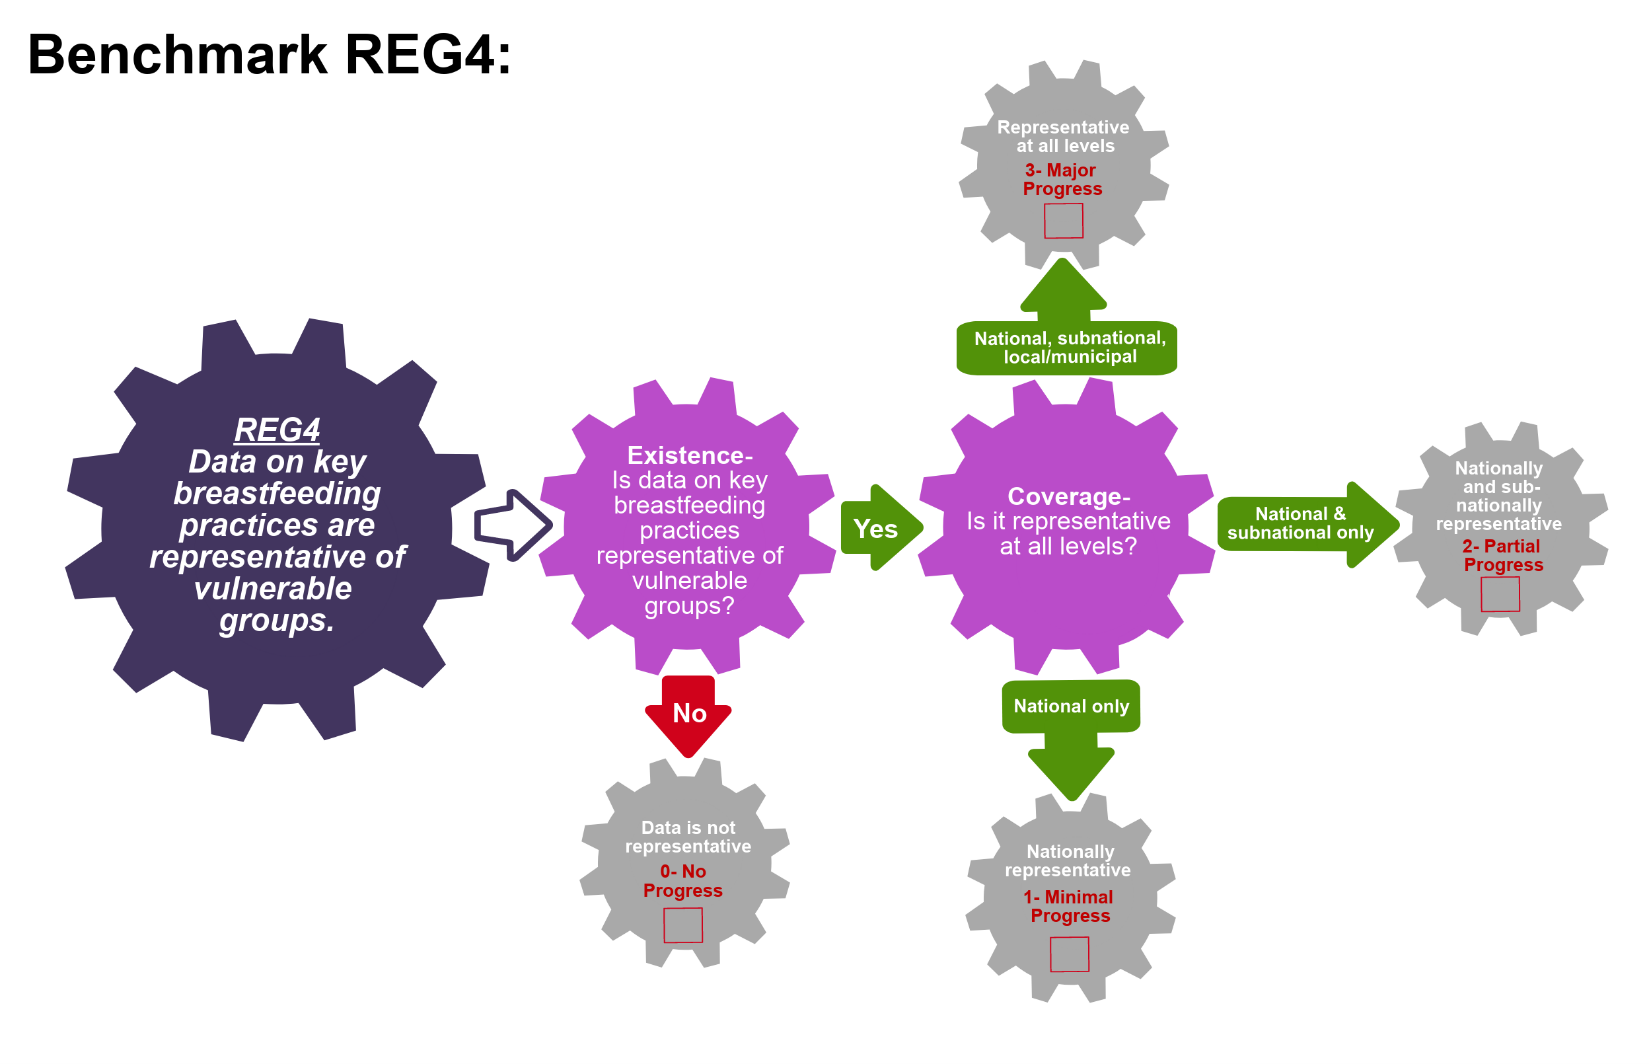 Benchmark REG4:
REG4
Data on key
breastfeeding
practices are
representative of
vulnerable
groups.
Existence-
Is data on key
breastfeeding
practices
representative of
vulnerable
groups?
No
Data is not
representative
0- No
Progress
Yes
Coverage-
Is it representative
at all levels?
National, subnational,
local/municipal
Representative
at all levels
3- Major
Progress
National &
subnational only
Nationally
and sub-
nationally
representative
2- Partial
Progress
National only
Nationally
representative
1- Minimal
Progress